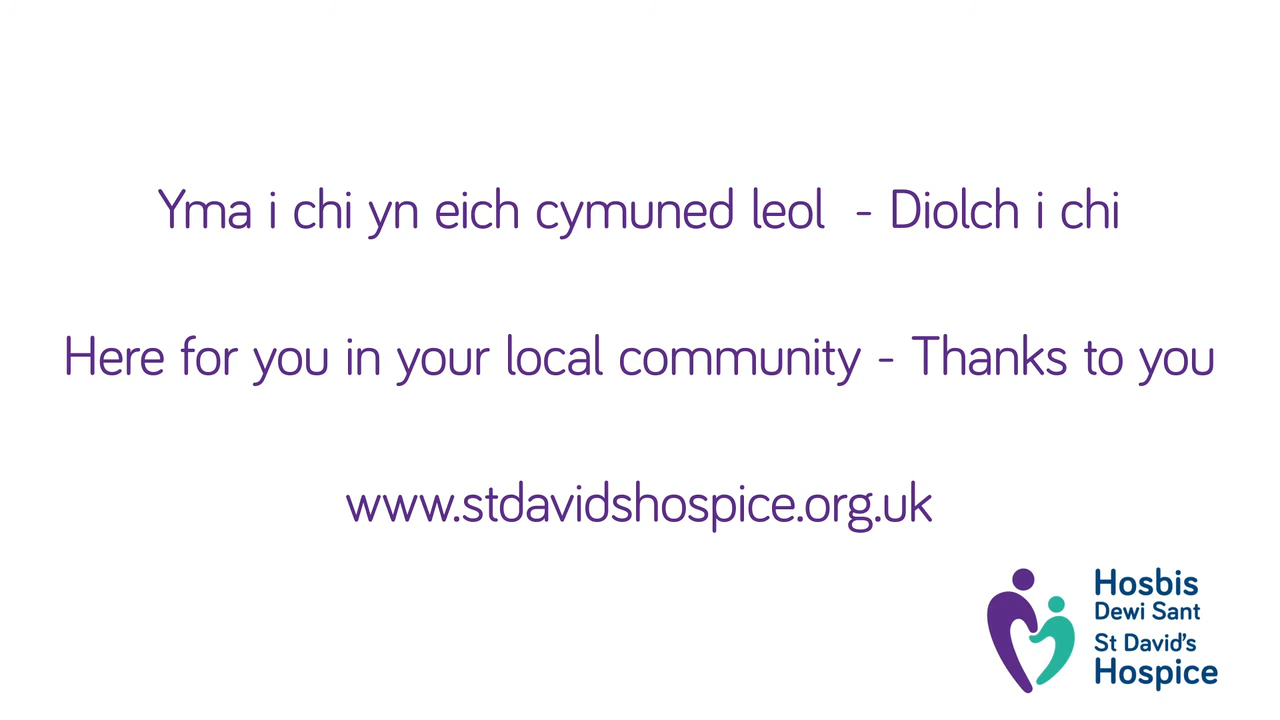 Yma i chi yn eich cymuned leol - Diolch i chi
Here for you in your local community - Thanks to you
www.stdavidshospice.org.uk
Hosbis
Dewi Sant
St David's
Hospice